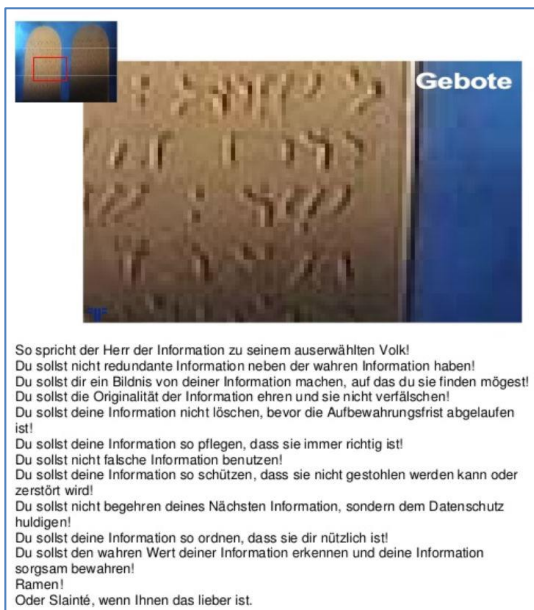 Gebote
So spricht der Herr der Information zu seinem auserwählten Volk!
Du sollst nicht redundante Information neben der wahren Information haben!
Du sollst dir ein Bildnis von deiner Information machen, auf das du sie finden mögest!
Du sollst die Originalität der Information ehren und sie nicht verfälschen!
Du sollst deine Information nicht löschen, bevor die Aufbewahrungsfrist abgelaufen
ist!
Du sollst deine Information so pflegen, dass sie immer richtig ist!
Du sollst nicht falsche Information benutzen!
Du sollst deine Information so schützen, dass sie nicht gestohlen werden kann oder
zerstört wird!
Du sollst nicht begehren deines Nächsten Information, sondern dem Datenschutz
huldigen!
Du sollst deine Information so ordnen, dass sie dir nützlich ist!
Du sollst den wahren Wert deiner Information erkennen und deine Information
sorgsam bewahren!
Ramen!
Oder Slainté, wenn Ihnen das lieber ist.